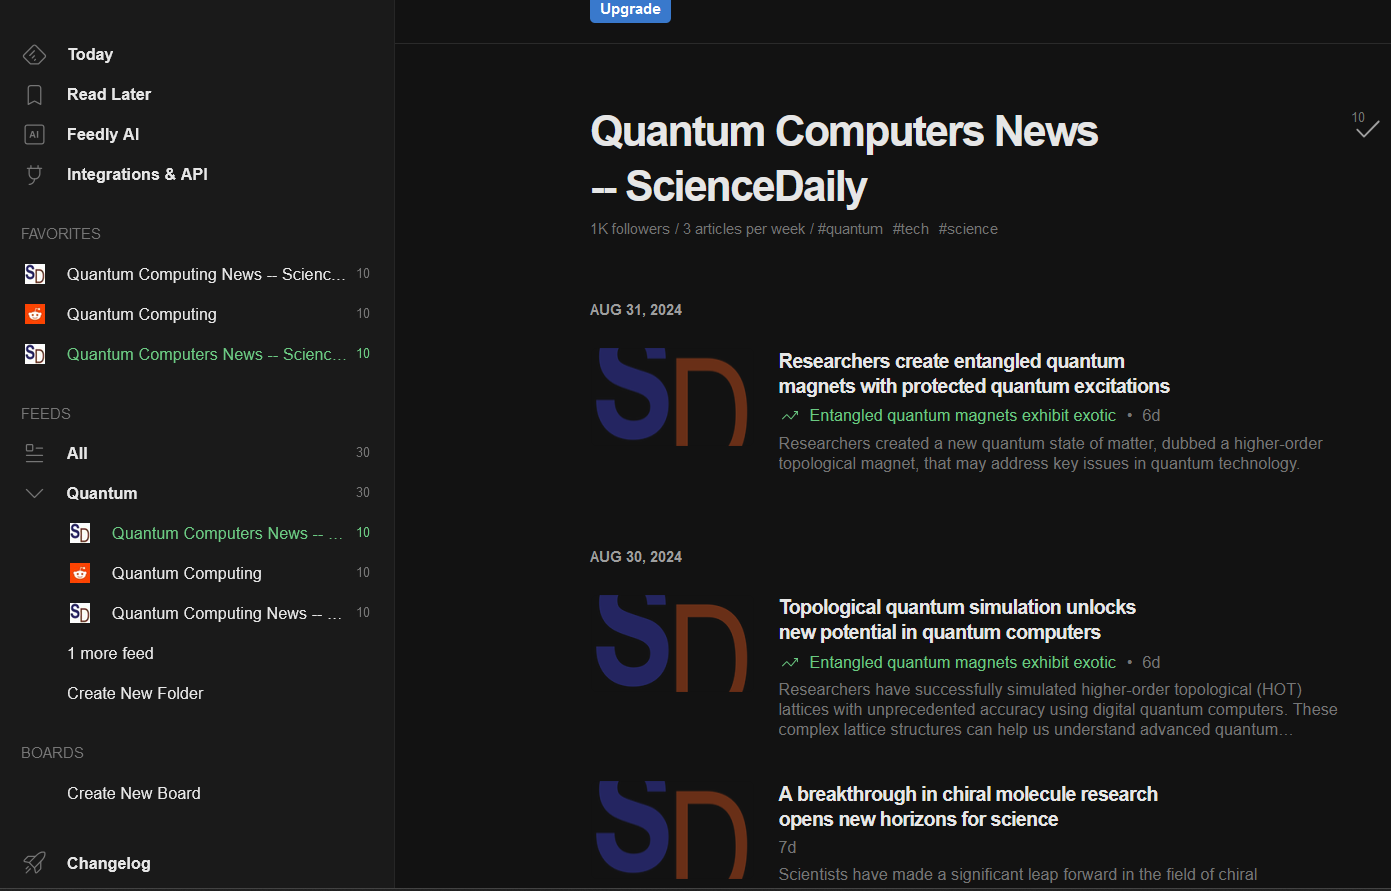 Upgrade
Today
Read Later
AI
Feedly AI
Integrations & API
FAVORITES
SD Quantum Computing News -- Scienc... 10
Quantum Computing 10
SD Quantum Computers News -- Scienc... 10
FEEDS
All 30
Quantum 30
SD Quantum Computers News -- ... 10
Quantum Computing 10
SD Quantum Computing News -- ... 10
1 more feed
Create New Folder
BOARDS
Create New Board
Changelog
Quantum Computers News
-- ScienceDaily
10
1K followers / 3 articles per week / #quantum #tech #science
AUG 31, 2024
SD
Researchers create entangled quantum
magnets with protected quantum excitations
Entangled quantum magnets exhibit exotic • 6d
Researchers created a new quantum state of matter, dubbed a higher-order
topological magnet, that may address key issues in quantum technology.
AUG 30, 2024
SD
Topological quantum simulation unlocks
new potential in quantum computers
Entangled quantum magnets exhibit exotic • 6d
Researchers have successfully simulated higher-order topological (HOT)
lattices with unprecedented accuracy using digital quantum computers. These
complex lattice structures can help us understand advanced quantum...
SD
A breakthrough in chiral molecule research
opens new horizons for science
7d
Scientists have made a significant leap forward in the field of chiral